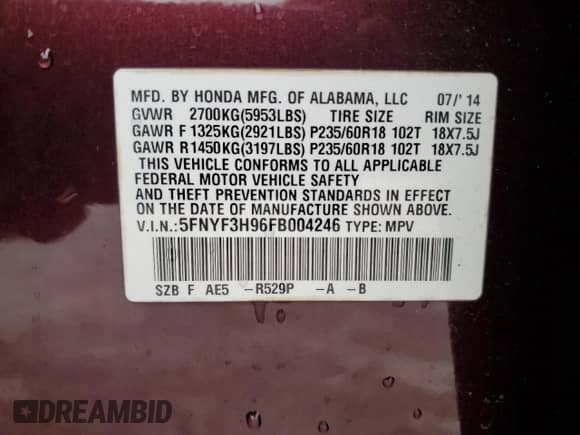 MFD. BY HONDA MFG. OF ALABAMA, LLC 07/'14
GVWR 2700KG(5953LBS) TIRE SIZE RIM SIZE
GAWR F 1325KG(2921LBS) P235/60R18 102T 18X7.5J
GAWR R1450KG(3197LBS) P235/60R18 102T 18X7.5J
THIS VEHICLE CONFORMS TO ALL APPLICABLE
FEDERAL MOTOR VEHICLE SAFETY
AND THEFT PREVENTION STANDARDS IN EFFECT
ON THE DATE OF MANUFACTURE SHOWN ABOVE.
V.I.N.:5FNYF3H96FB004246 TYPE: MPV
SZB F AE5 -R529P -A -B
DREAMBID